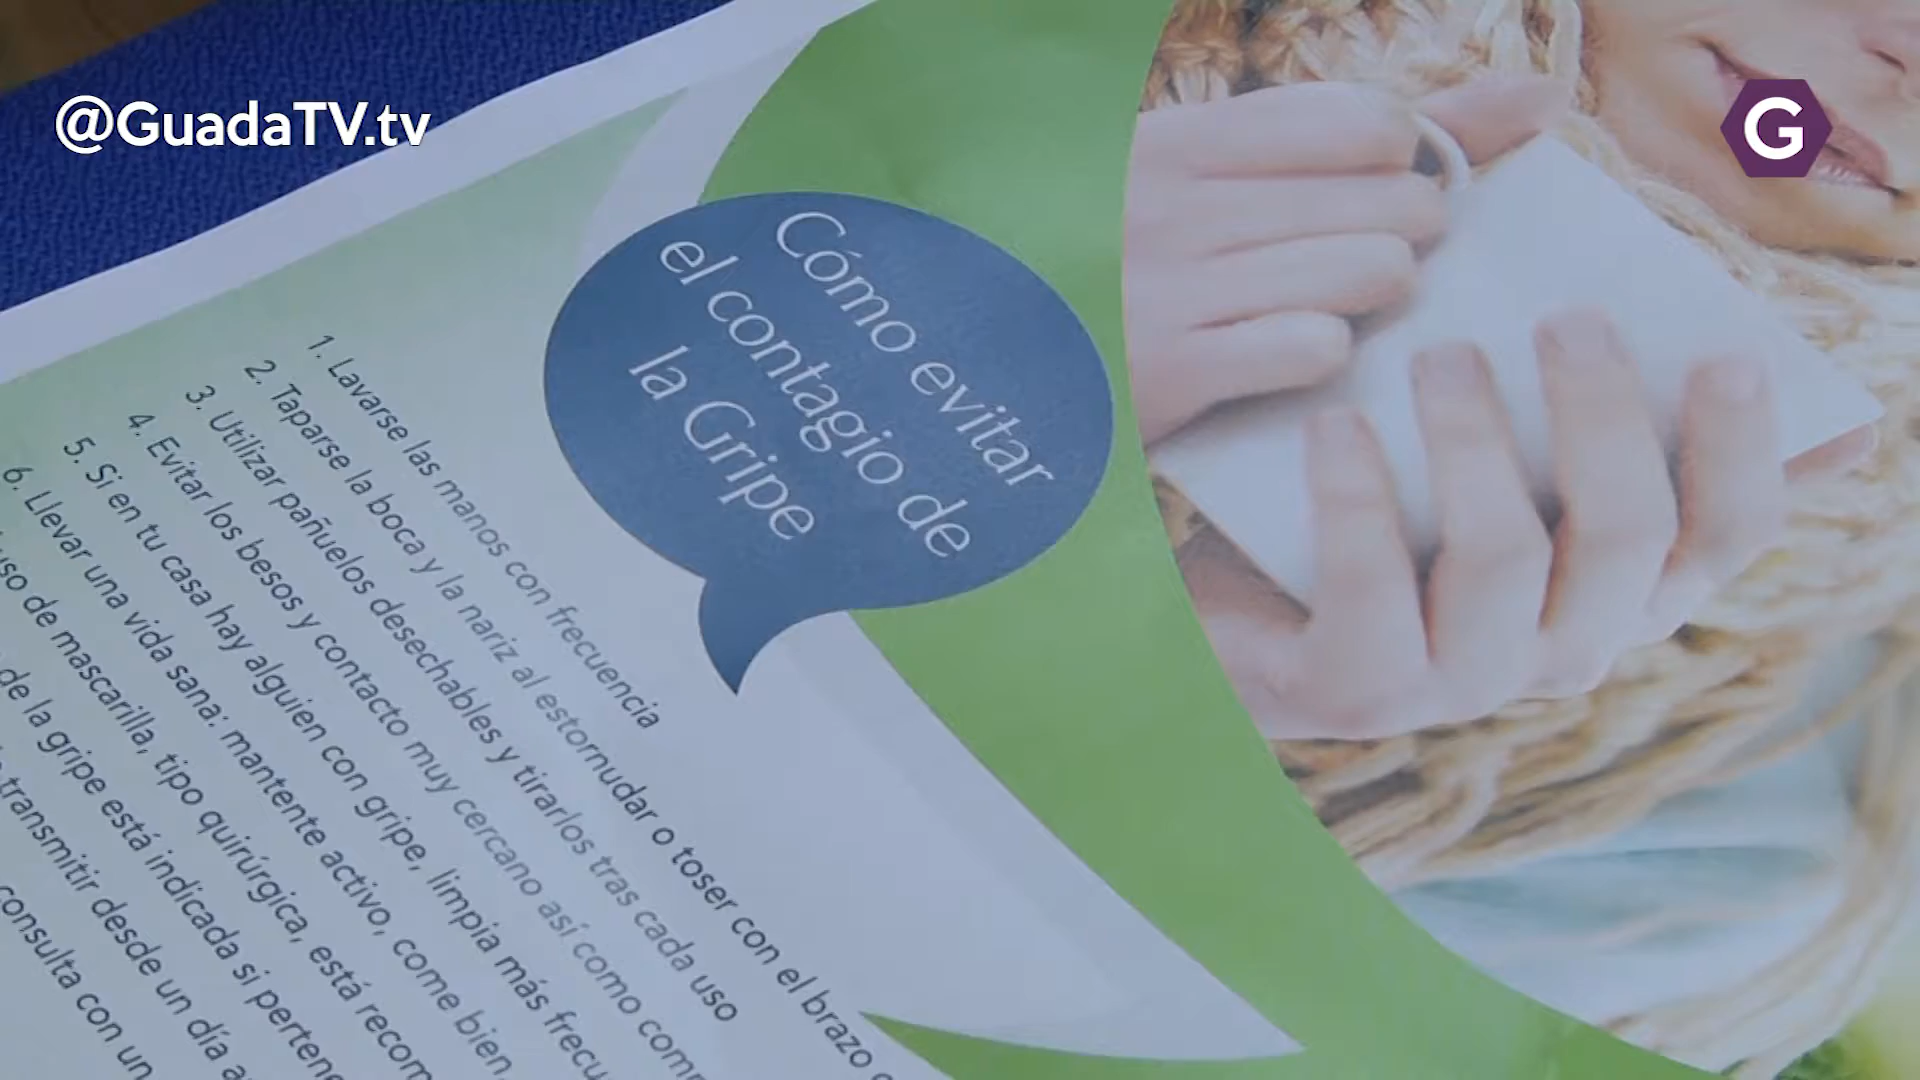 @GuadaTV.tv
G
Cómo evitar
el contagio de
la Gripe
1. Lavarse las manos con frecuencia
2. Taparse la boca y la nariz al estornudar o toser con el brazo
3. Utilizar pañuelos desechables y tirarlos tras cada uso
4. Evitar los besos y contacto muy cercano así como
5. Si en tu casa hay alguien con gripe, limpia más
6. Llevar una vida sana: mantente activo, come bien,
uso de mascarilla, tipo quirúrgica, está
de la gripe está indicada si
transmitir desde un día
consulta con un